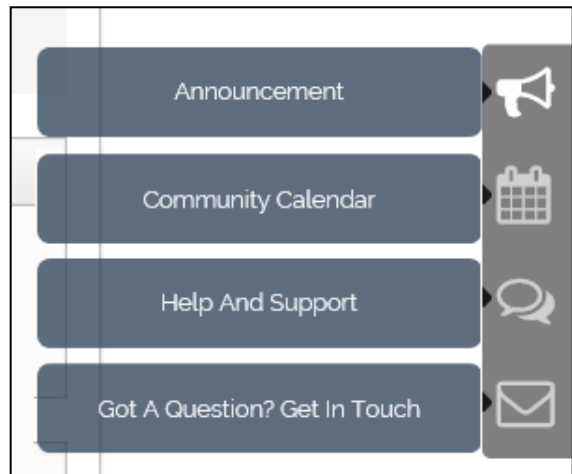 Announcement
Community Calendar
Help And Support
Got A Question? Get In Touch